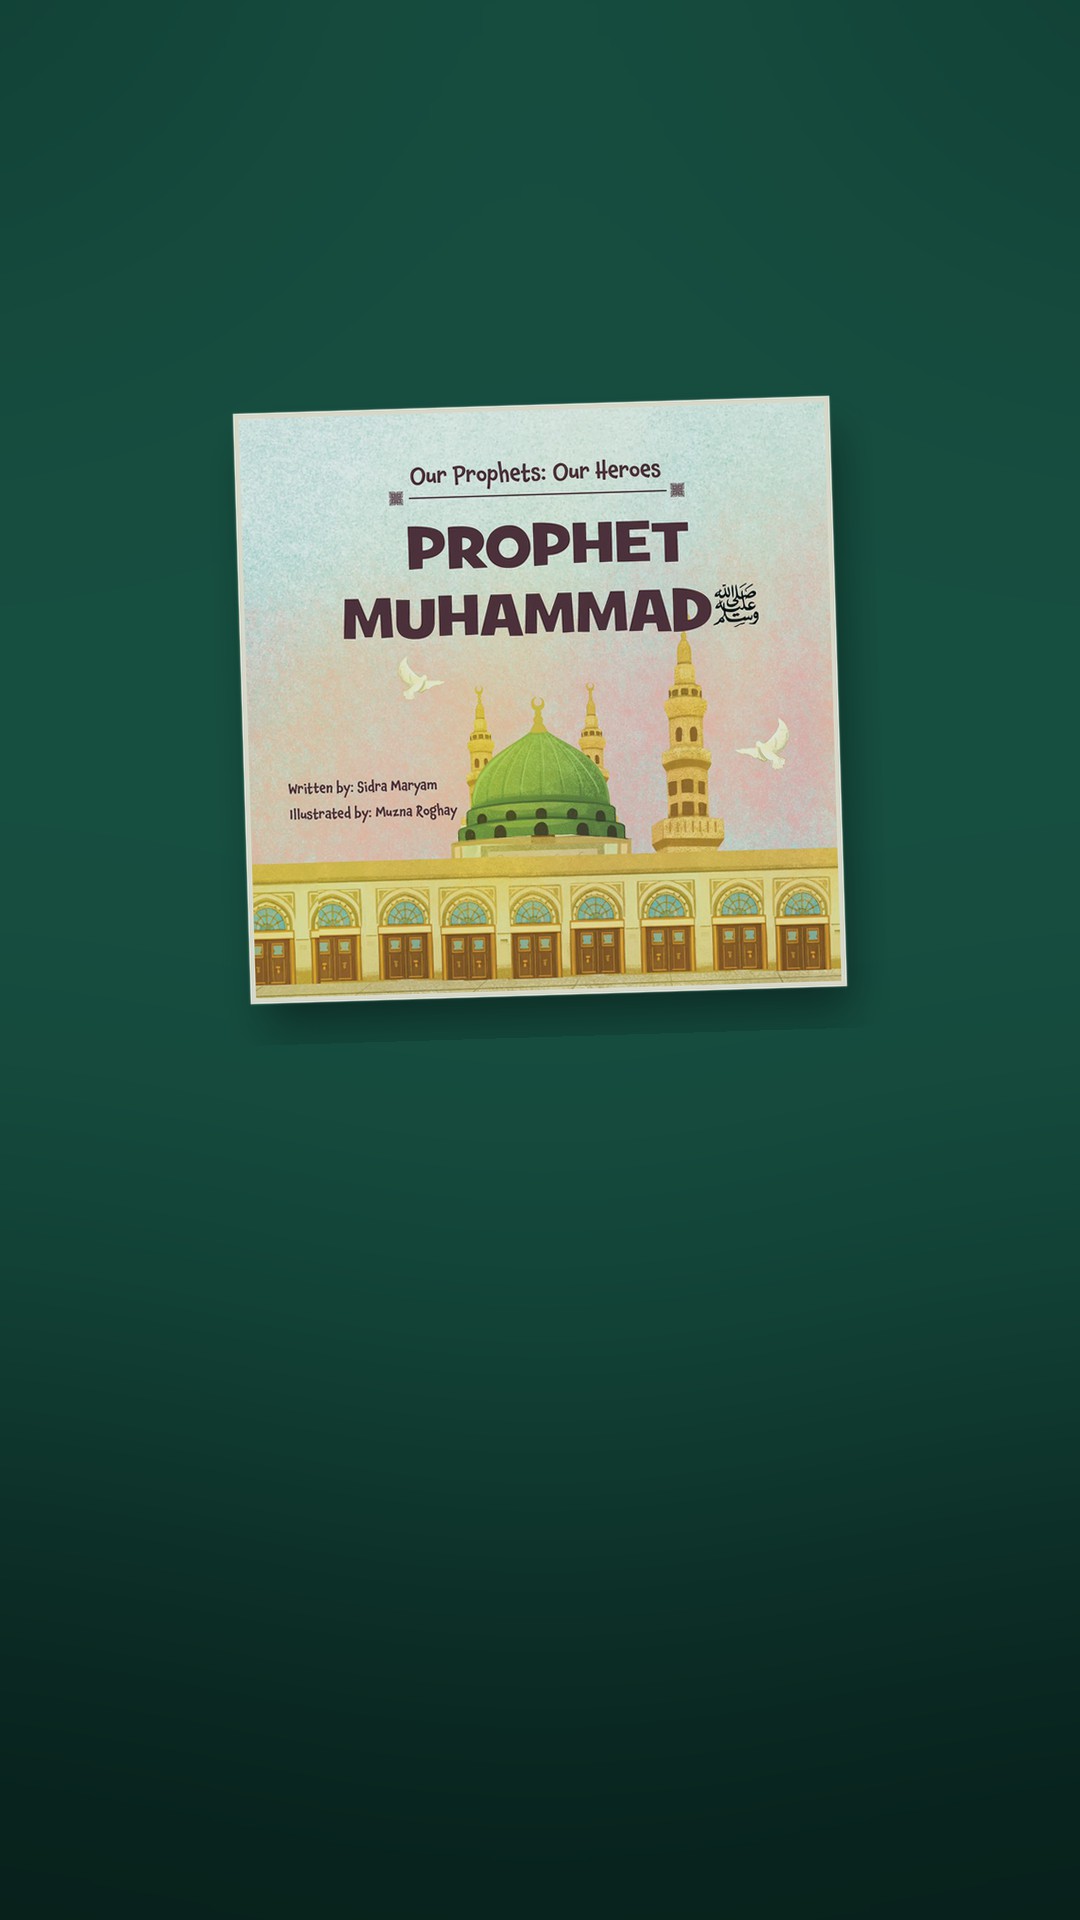 Our Prophets: Our Heroes
PROPHET
MUHAMMAD ﷺ
Written by: Sidra Maryam
Illustrated by: Muzna Roghay